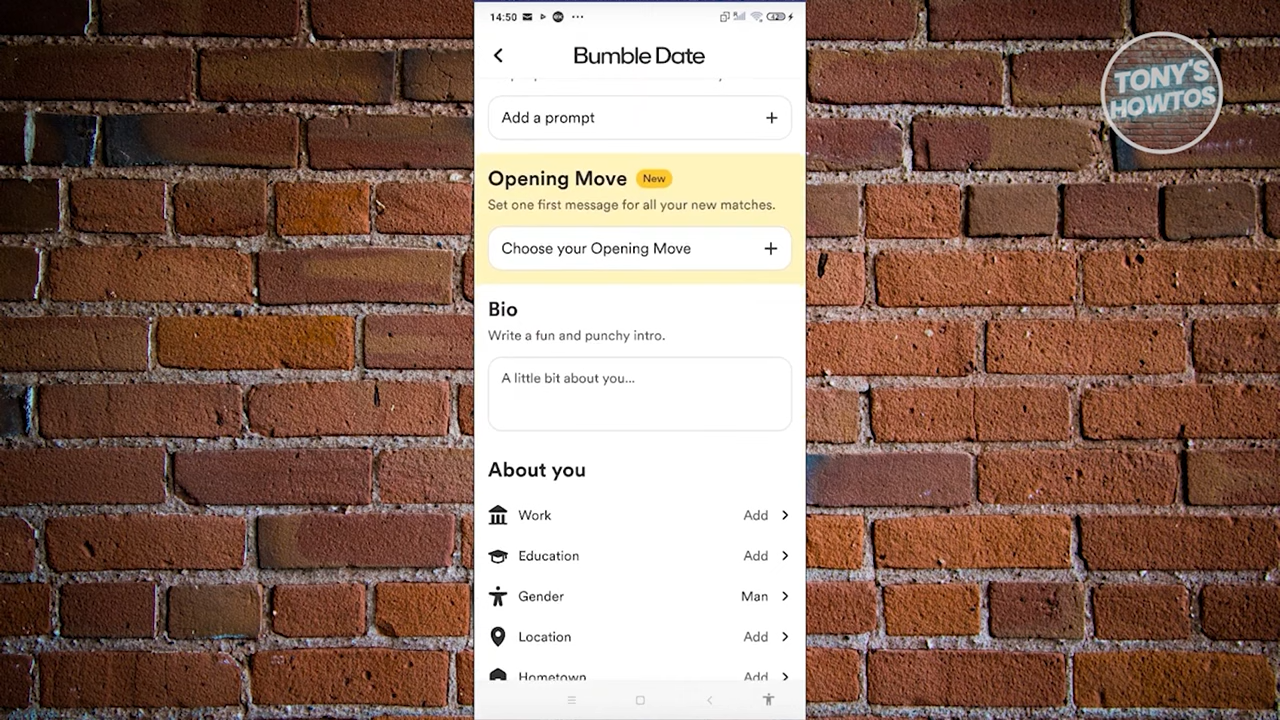 14:50
Bumble Date
TONY'S
HOWTOS
Add a prompt
Opening Move New
Set one first message for all your new matches.
Choose your Opening Move
Bio
Write a fun and punchy intro.
A little bit about you...
About you
Work Add
Education Add
Gender Man
Location Add
Hometown Add